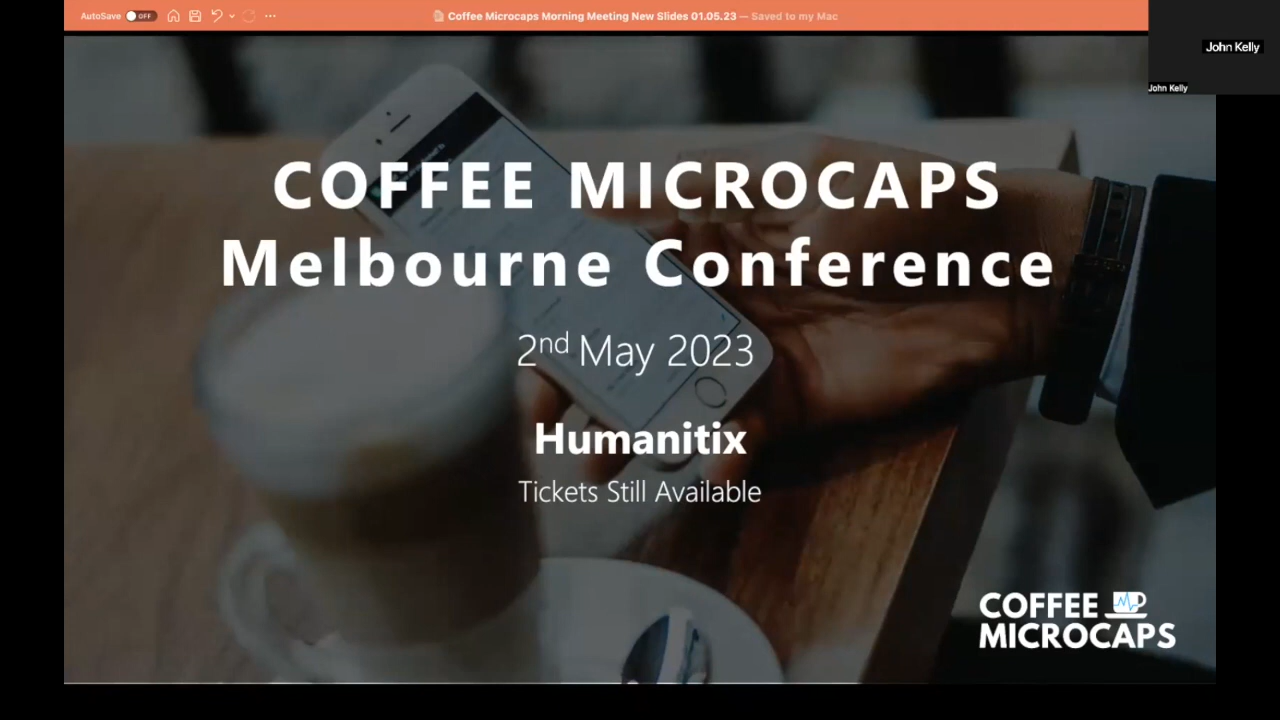 AutoSave OFF
Coffee Microcaps Morning Meeting New Slides 01.05.23 — Saved to my Mac
John Kelly
John Kelly
COFFEE MICROCAPS
Melbourne Conference
2nd May 2023
Humanitix
Tickets Still Available
COFFEE
MICROCAPS